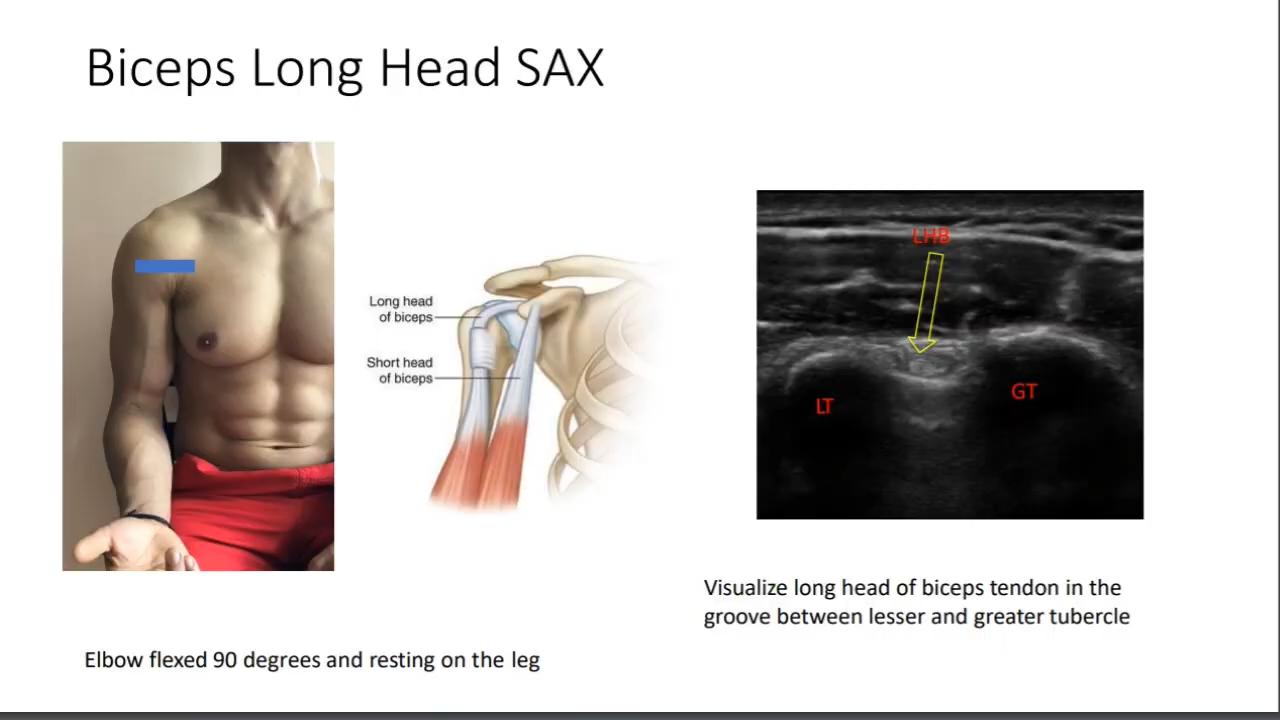 Biceps Long Head SAX
Long head
of biceps
Short head
of biceps
LHB
LT
GT
Visualize long head of biceps tendon in the
groove between lesser and greater tubercle
Elbow flexed 90 degrees and resting on the leg